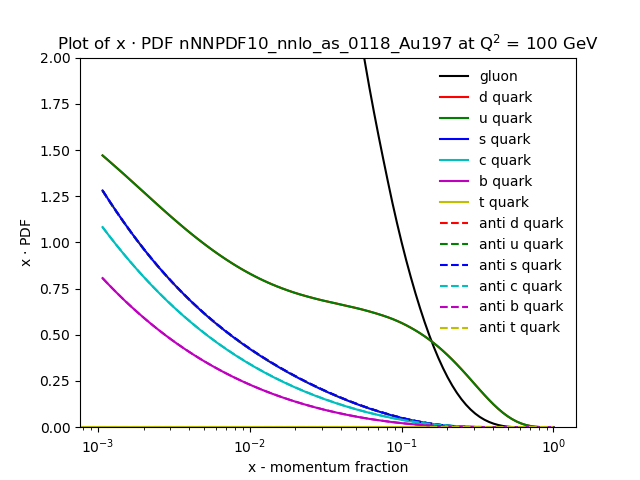 Plot of x · PDF nNNPDF10_nnlo_as_0118_Au197 at Q² = 100 GeV
2.00
1.75
1.50
1.25
1.00
0.75
0.50
0.25
0.00
x · PDF
gluon
d quark
u quark
s quark
c quark
b quark
t quark
anti d quark
anti u quark
anti s quark
anti c quark
anti b quark
anti t quark
10⁻³ 10⁻² 10⁻¹ 10⁰
x - momentum fraction